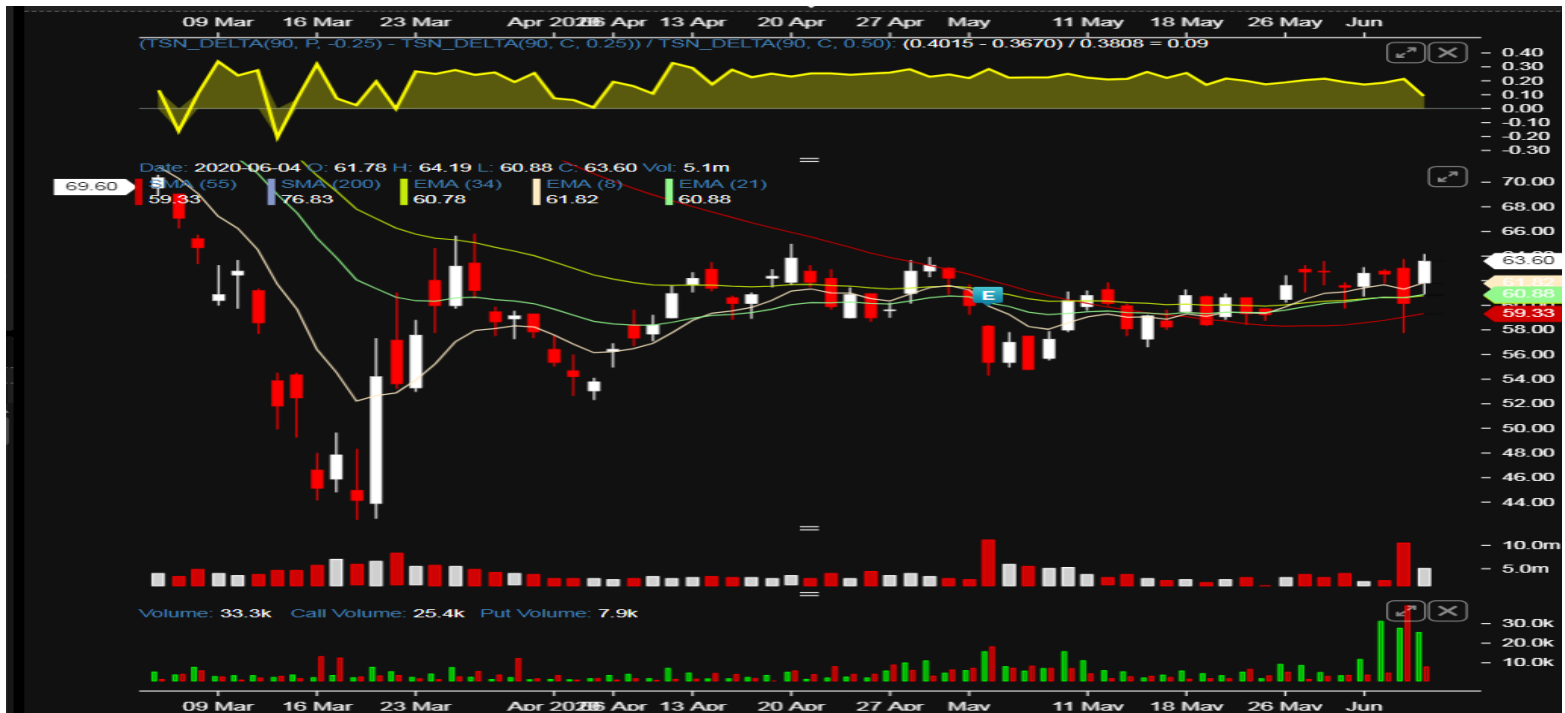 09 Mar 16 Mar 23 Mar Apr 2020 06 Apr 13 Apr 20 Apr 27 Apr May 11 May 18 May 26 May Jun
(TSN_DELTA(90, P, -0.25) - TSN_DELTA(90, C, 0.25)) / TSN_DELTA(90, C, 0.50): (0.4015 - 0.3670) / 0.3808 = 0.09
0.40
0.30
0.20
0.10
0.00
-0.10
-0.20
-0.30
Date: 2020-06-04 O: 61.78 H: 64.19 L: 60.88 C: 63.60 Vol: 5.1m
SMA (55) SMA (200) EMA (34) EMA (8) EMA (21)
59.33 76.83 60.78 61.82 60.88
69.60
70.00
68.00
66.00
63.60
61.82
60.88
59.33
58.00
56.00
54.00
52.00
50.00
48.00
46.00
44.00
E
10.0m
5.0m
Volume: 33.3k Call Volume: 25.4k Put Volume: 7.9k
30.0k
20.0k
10.0k
09 Mar 16 Mar 23 Mar Apr 2020 06 Apr 13 Apr 20 Apr 27 Apr May 11 May 18 May 26 May Jun